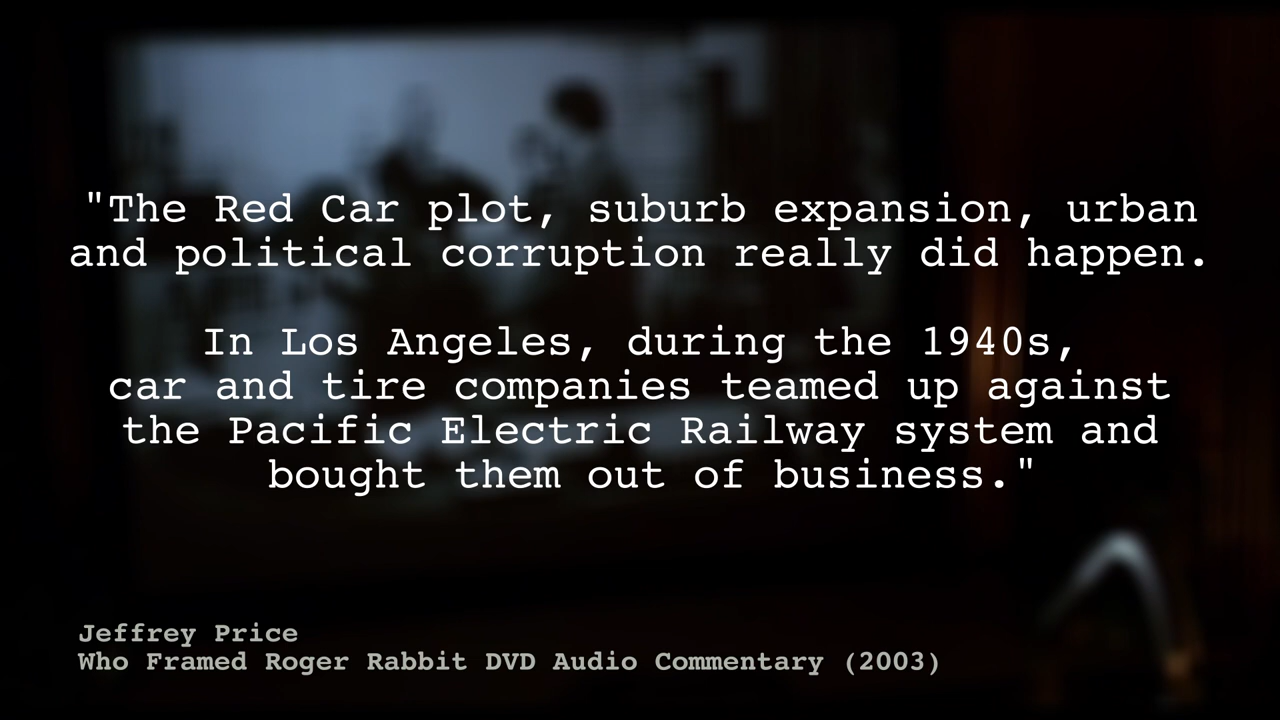 "The Red Car plot, suburb expansion, urban
and political corruption really did happen.
In Los Angeles, during the 1940s,
car and tire companies teamed up against
the Pacific Electric Railway system and
bought them out of business."
Jeffrey Price
Who Framed Roger Rabbit DVD Audio Commentary (2003)